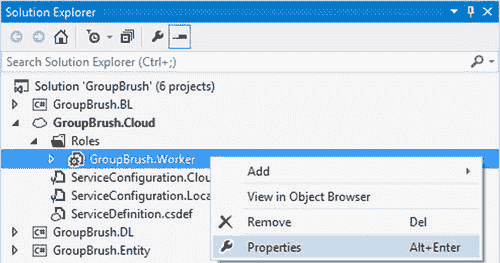 Solution Explorer
Search Solution Explorer (Ctrl+;)
Solution 'GroupBrush' (6 projects)
C# GroupBrush.BL
GroupBrush.Cloud
Roles
GroupBrush.Worker
Add
ServiceConfiguration.Clou
View in Object Browser
ServiceConfiguration.Loca
Remove Del
ServiceDefinition.csdef
C# GroupBrush.DL
Properties Alt+Enter
C# GroupBrush.Entity